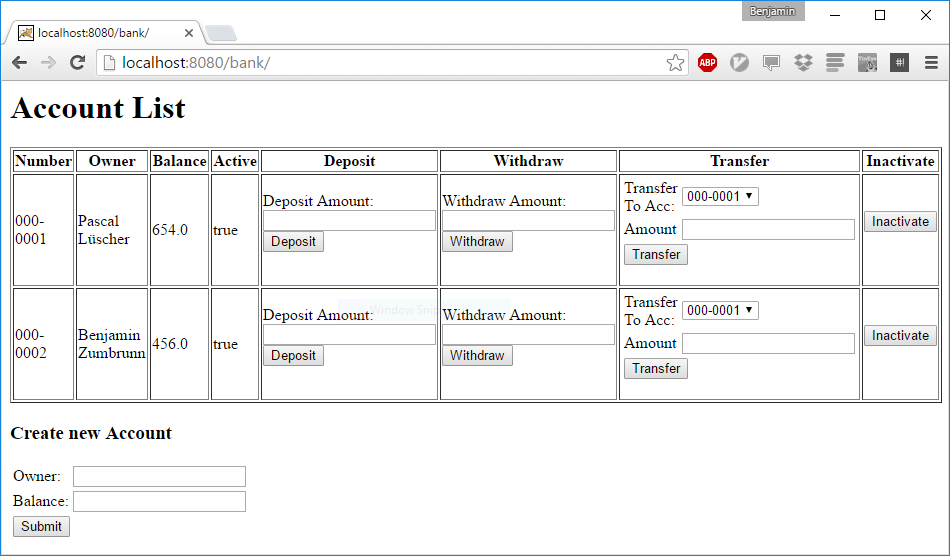 Benjamin
localhost:8080/bank/
localhost:8080/bank/
ABP
#!
Account List
Number Owner Balance Active Deposit Withdraw Transfer Inactivate
000-0001 Pascal Lüscher 654.0 true
Deposit Amount:
Deposit
Withdraw Amount:
Withdraw
Transfer To Acc: 000-0001
Amount
Transfer
Inactivate
000-0002 Benjamin Zumbrunn 456.0 true
Deposit Amount:
Deposit
Withdraw Amount:
Withdraw
Transfer To Acc: 000-0001
Amount
Transfer
Inactivate
Create new Account
Owner:
Balance:
Submit